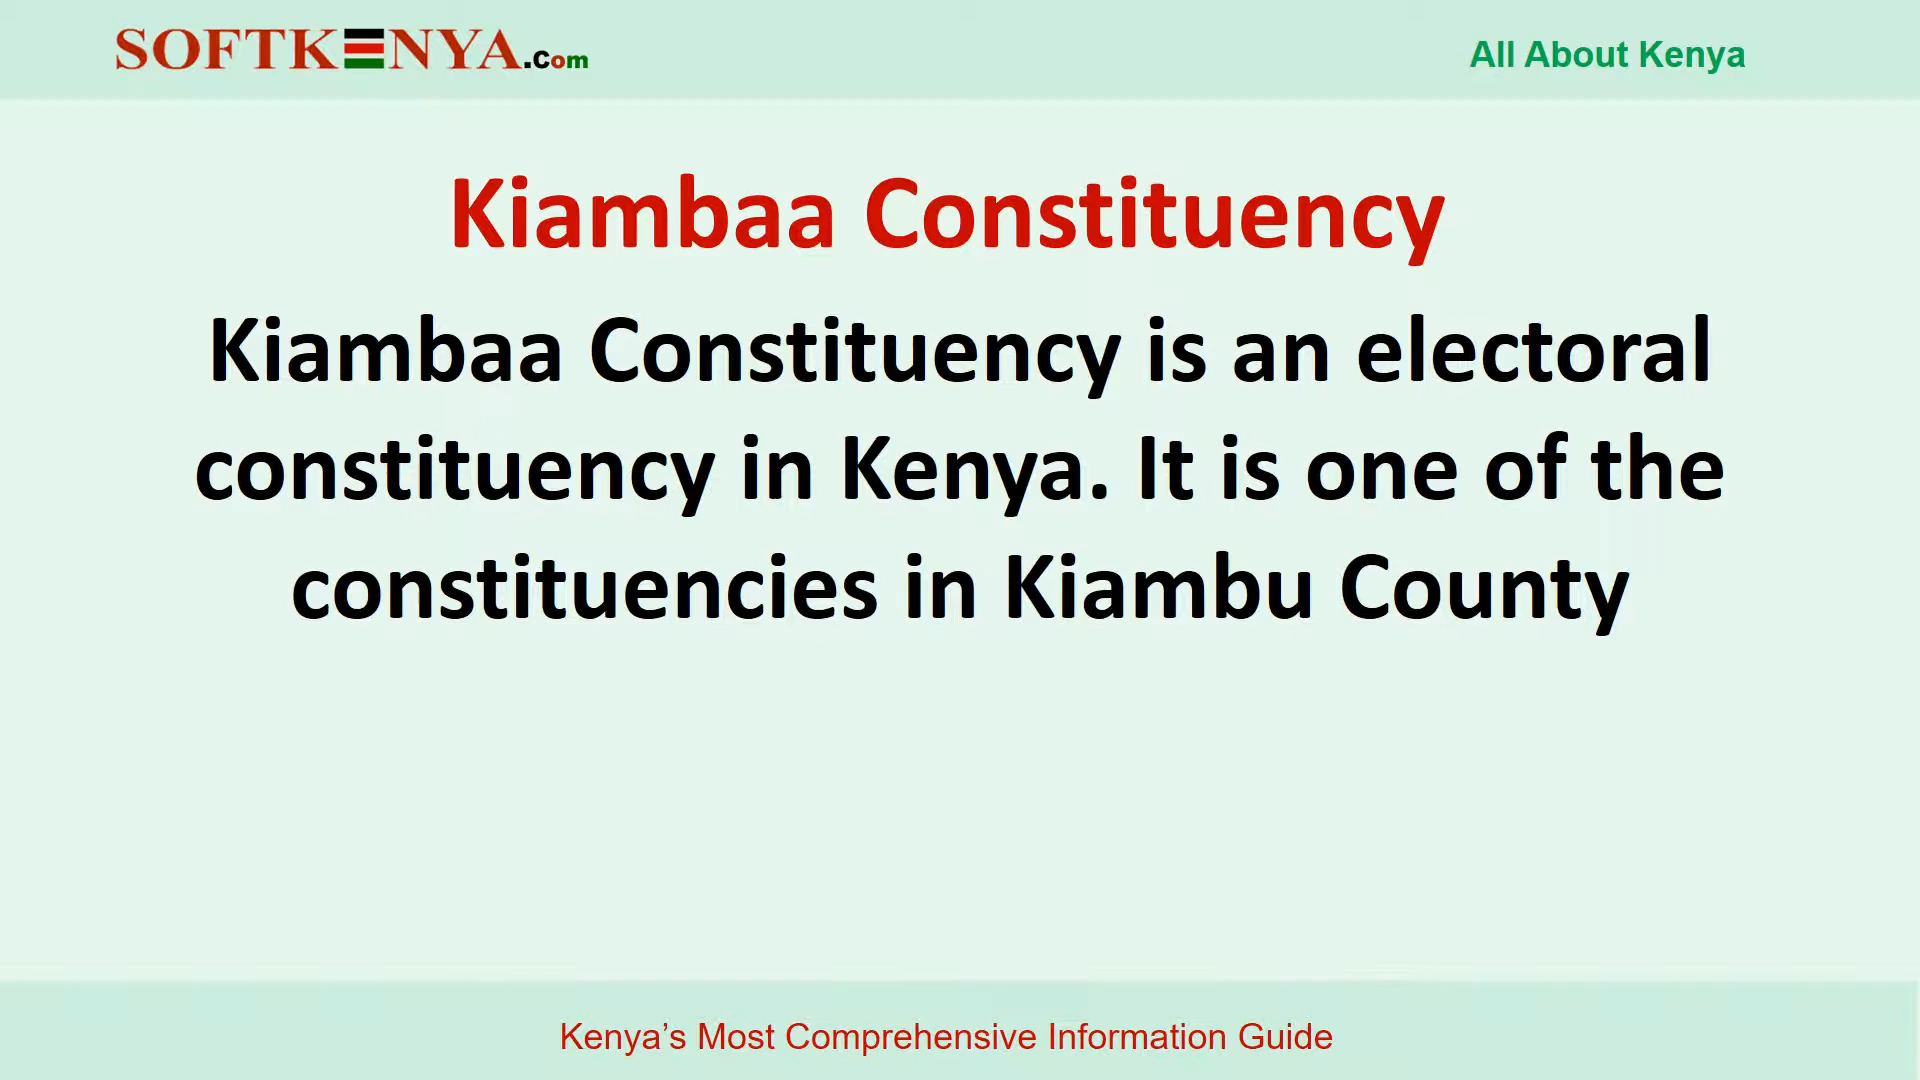 SOFTKENYA.Com
All About Kenya
Kiambaa Constituency
Kiambaa Constituency is an electoral
constituency in Kenya. It is one of the
constituencies in Kiambu County
Kenya’s Most Comprehensive Information Guide